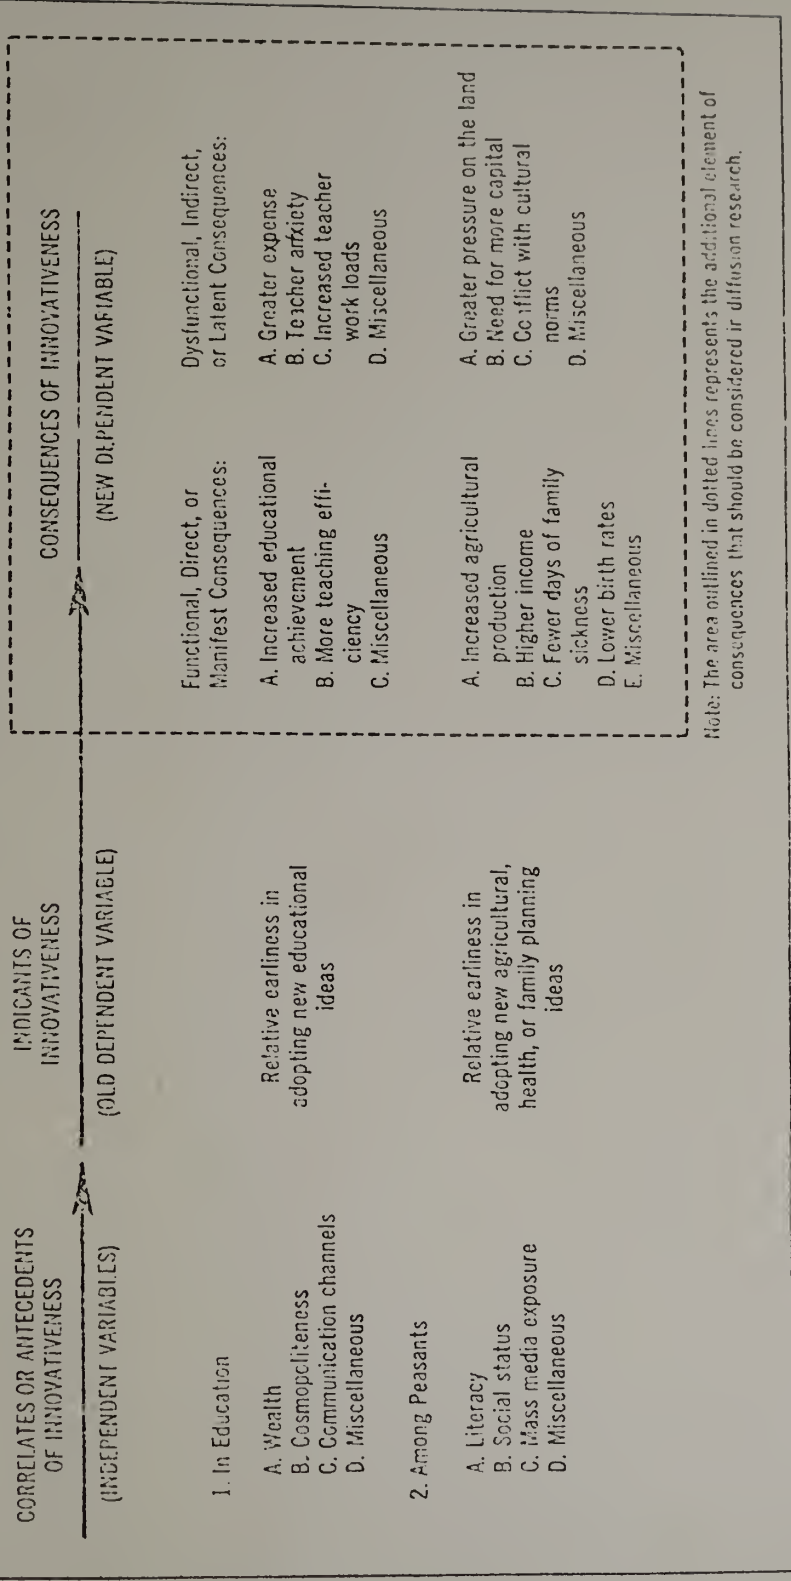 CORRELATES OR ANTECEDENTS
OF INNOVATIVENESS
(INDEPENDENT VARIABLES)
INDICANTS OF
INNOVATIVENESS
(OLD DEPENDENT VARIABLE)
CONSEQUENCES OF INNOVATIVENESS
(NEW DEPENDENT VARIABLE)
Functional, Direct, or
Manifest Consequences:
Dysfunctional, Indirect,
or Latent Consequences:
1. In Education
A. Wealth
B. Cosmopoliteness
C. Communication channels
D. Miscellaneous
Relative earliness in
adopting new educational
ideas
A. Increased educational
achievement
B. More teaching effi-
ciency
C. Miscellaneous
A. Greater expense
B. Teacher anxiety
C. Increased teacher
work loads
D. Miscellaneous
2. Among Peasants
A. Literacy
B. Social status
C. Mass media exposure
D. Miscellaneous
Relative earliness in
adopting new agricultural,
health, or family planning
ideas
A. Increased agricultural
production
B. Higher income
C. Fewer days of family
sickness
D. Lower birth rates
E. Miscellaneous
A. Greater pressure on the land
B. Need for more capital
C. Conflict with cultural
norms
D. Miscellaneous
Note: The area outlined in dotted lines represents the additional element of
consequences that should be considered in diffusion research.